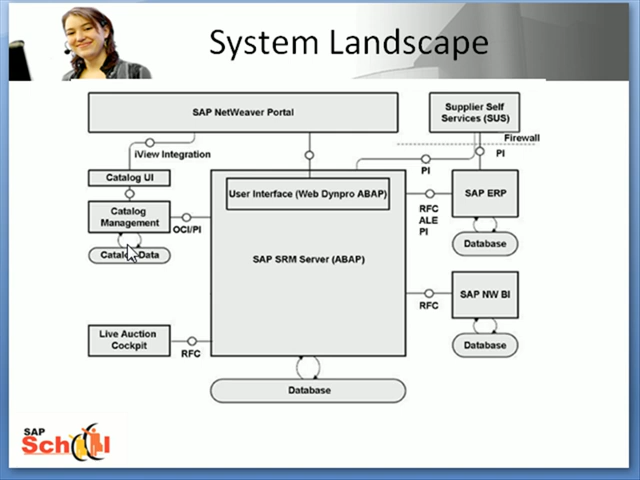 System Landscape
SAP NetWeaver Portal
Supplier Self
Services (SUS)
Firewall
iView Integration
PI
PI
Catalog UI
User Interface (Web Dynpro ABAP)
SAP ERP
Catalog
Management
RFC
ALE
PI
OCI/PI
Database
Catalog Data
SAP SRM Server (ABAP)
SAP NW BI
RFC
Live Auction
Cockpit
RFC
Database
Database
SAP
School